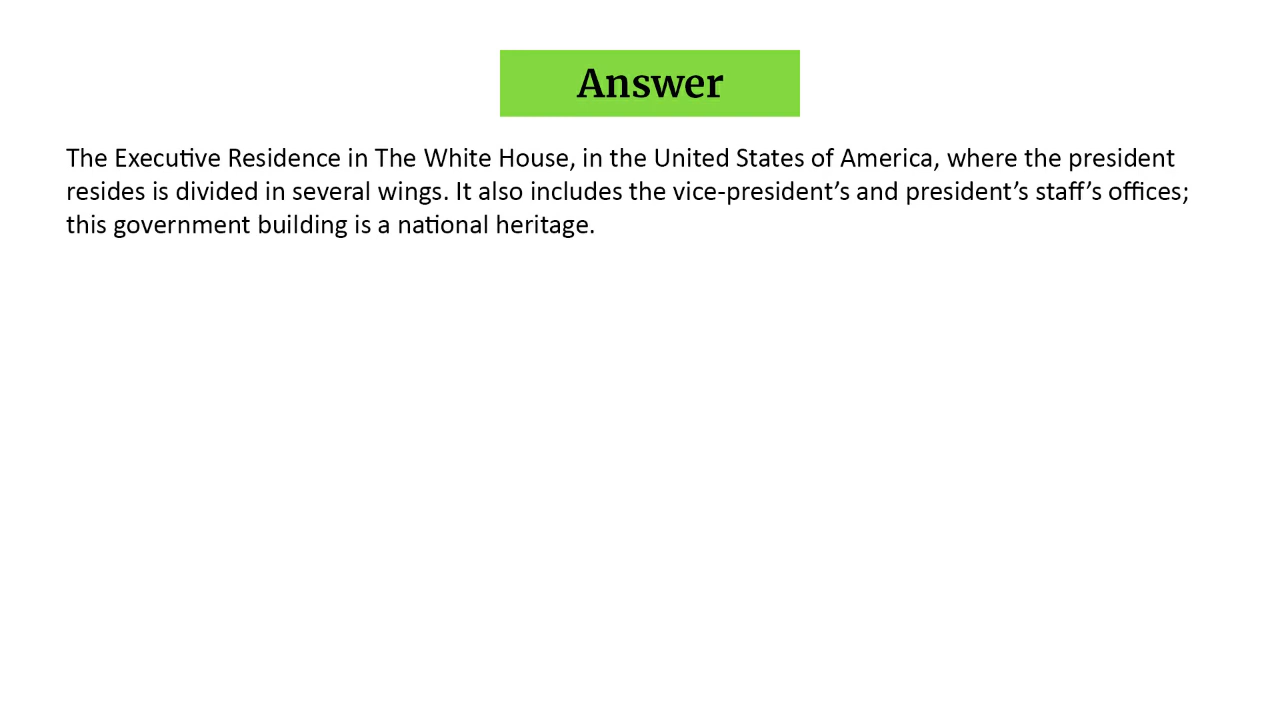 Answer
The Executive Residence in The White House, in the United States of America, where the president
resides is divided in several wings. It also includes the vice-president’s and president’s staff’s offices;
this government building is a national heritage.